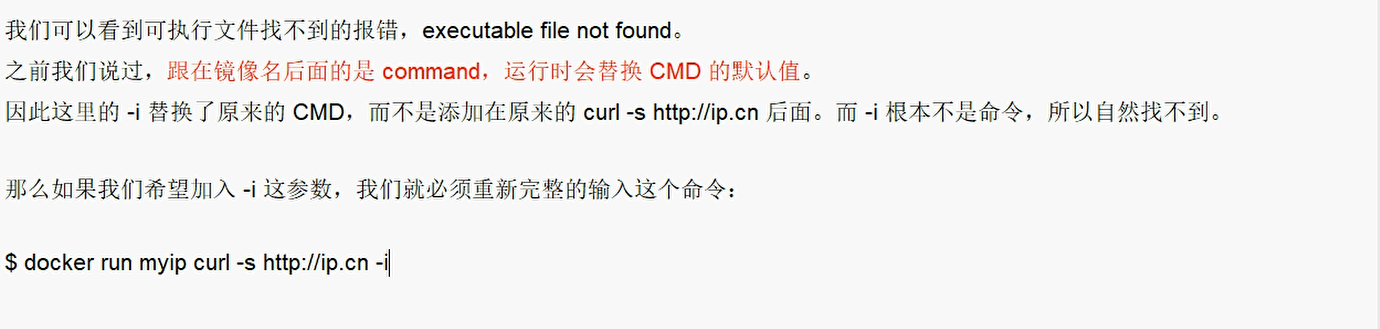 我们可以看到可执行文件找不到的报错，executable file not found。
之前我们说过，跟在镜像名后面的是 command，运行时会替换 CMD 的默认值。
因此这里的 -i 替换了原来的 CMD，而不是添加在原来的 curl -s http://ip.cn 后面。而 -i 根本不是命令，所以自然找不到。
那么如果我们希望加入 -i 这参数，我们就必须重新完整的输入这个命令：
$ docker run myip curl -s http://ip.cn -i